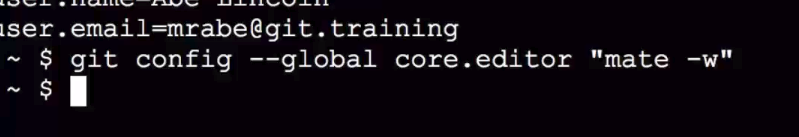 user.name=Abe Lincoln
user.email=mrabe@git.training
~ $ git config --global core.editor "mate -w"
~ $